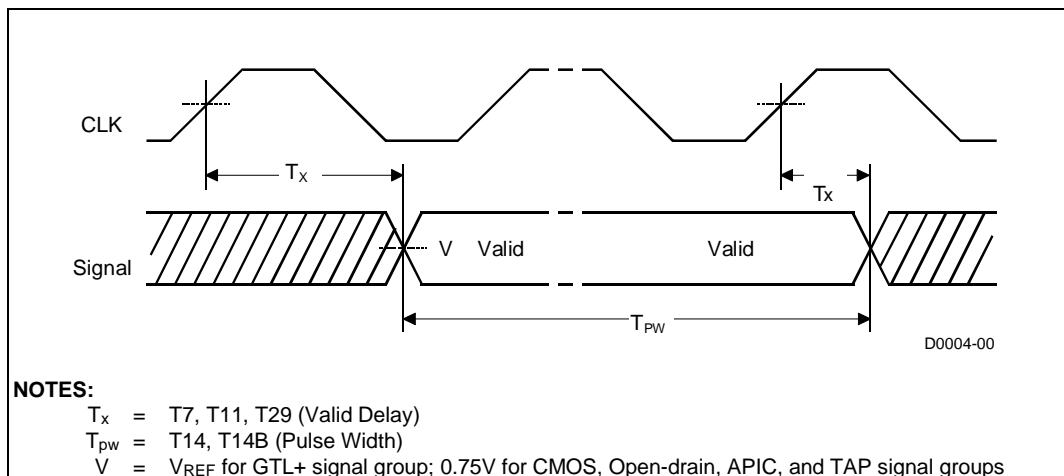 CLK
Tx Tx
Signal V Valid Valid
TPW
D0004-00
NOTES:
Tx = T7, T11, T29 (Valid Delay)
Tpw = T14, T14B (Pulse Width)
V = VREF for GTL+ signal group; 0.75V for CMOS, Open-drain, APIC, and TAP signal groups